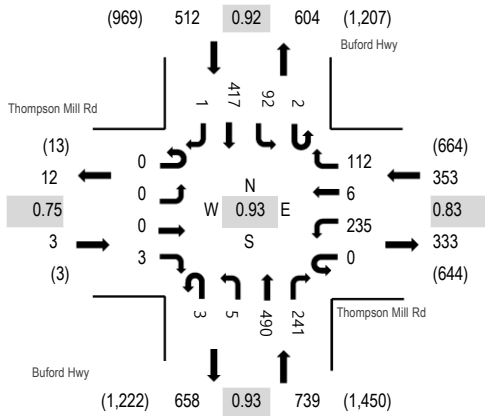 (969) 512 0.92 604 (1,207)
Buford Hwy
Thompson Mill Rd
1 417 92 2
(13)
12
0.75
3
(3)
0
0
0
3
N
W 0.93 E
S
112
6
235
0
(664)
353
0.83
333
(644)
3 5 490 241
Thompson Mill Rd
Buford Hwy
(1,222) 658 0.93 739 (1,450)